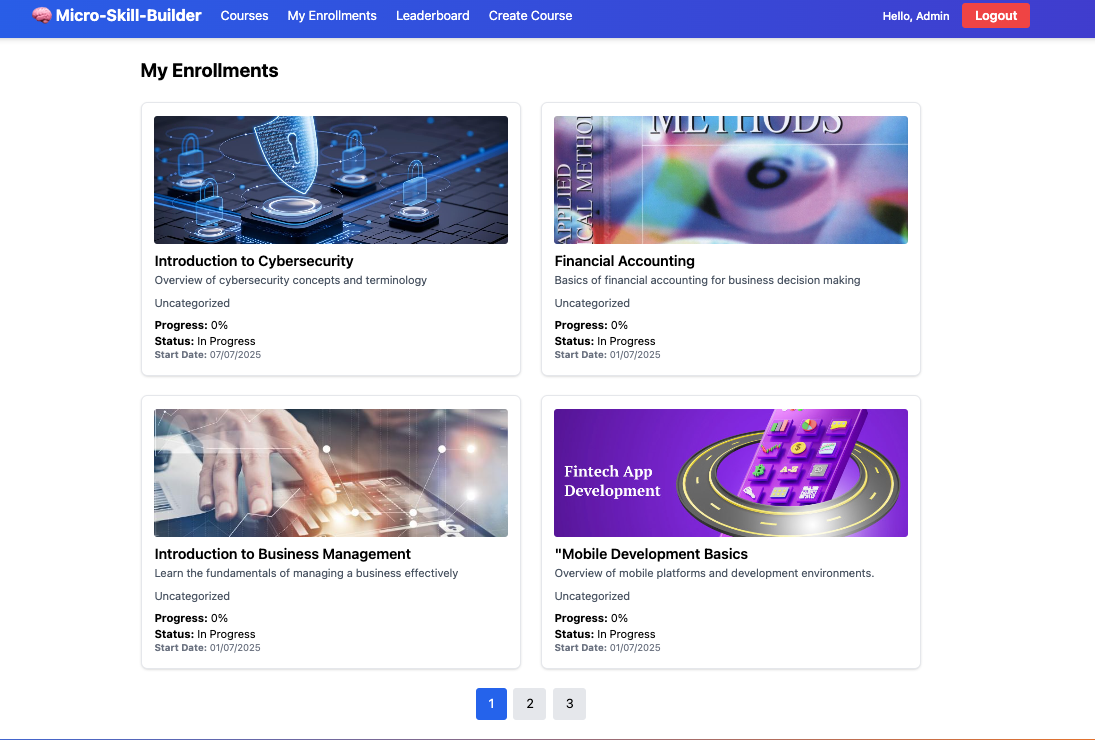 Micro-Skill-Builder Courses My Enrollments Leaderboard Create Course Hello, Admin Logout
My Enrollments
METHODS
APPLIED
Introduction to Cybersecurity
Overview of cybersecurity concepts and terminology
Uncategorized
Progress: 0%
Status: In Progress
Start Date: 07/07/2025
6
Financial Accounting
Basics of financial accounting for business decision making
Uncategorized
Progress: 0%
Status: In Progress
Start Date: 01/07/2025
Introduction to Business Management
Learn the fundamentals of managing a business effectively
Uncategorized
Progress: 0%
Status: In Progress
Start Date: 01/07/2025
Fintech App
Development
"Mobile Development Basics
Overview of mobile platforms and development environments.
Uncategorized
Progress: 0%
Status: In Progress
Start Date: 01/07/2025
1 2 3